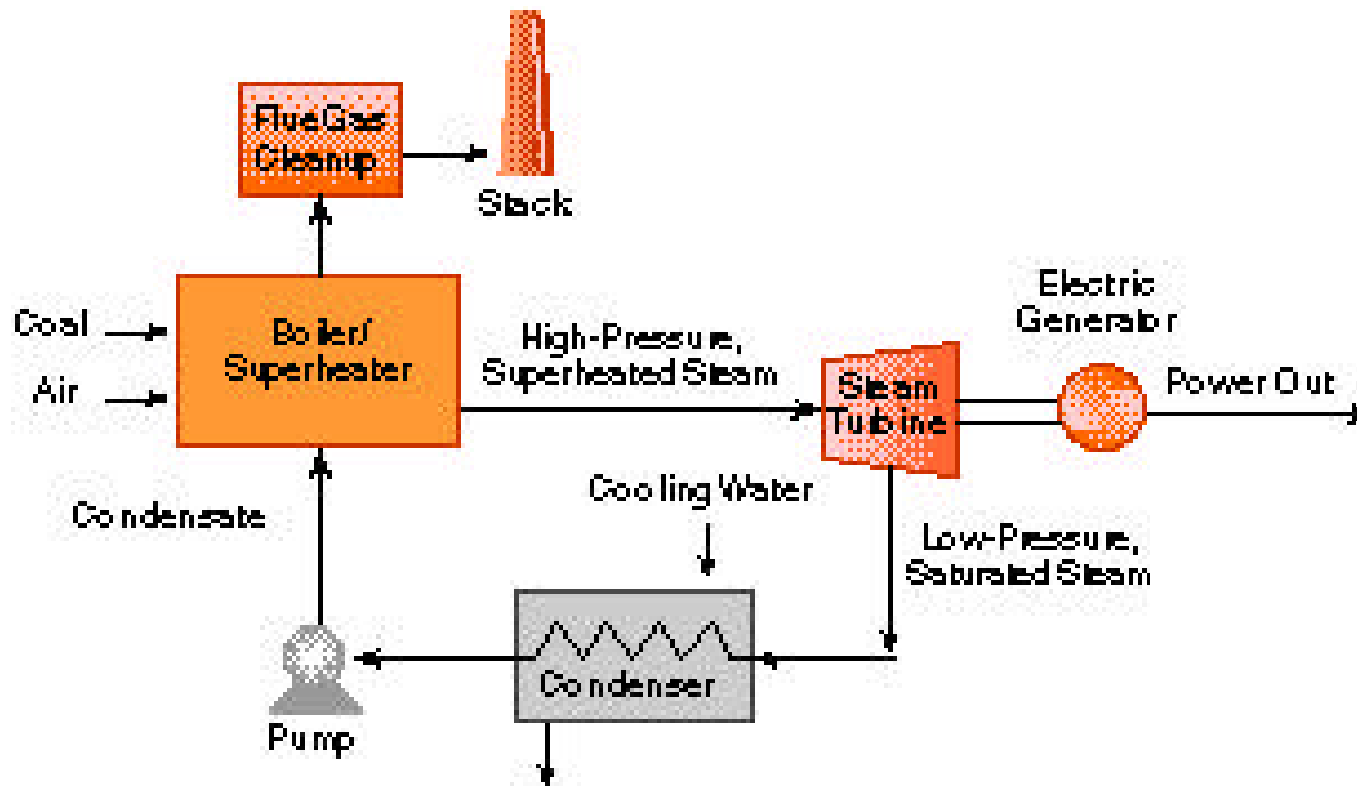 Flue Gas
Cleanup
Stack
Electric
Generator
Coal
Boiler/
Superheater
High-Pressure,
Superheated Steam
Steam
Turbine
Power Out
Air
Cooling Water
Condensate
Low-Pressure,
Saturated Steam
Condenser
Pump